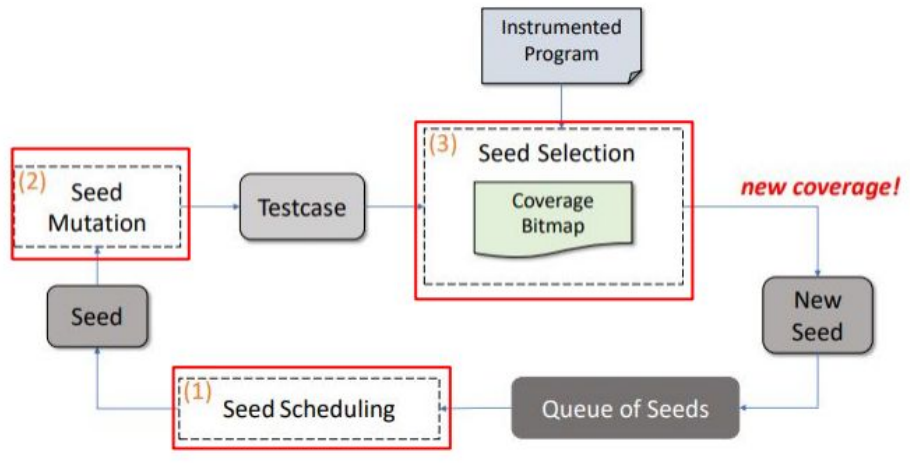 Instrumented
Program
(3)
Seed Selection
Coverage
Bitmap
new coverage!
(2)
Seed
Mutation
Testcase
Seed
New
Seed
(1)
Seed Scheduling
Queue of Seeds